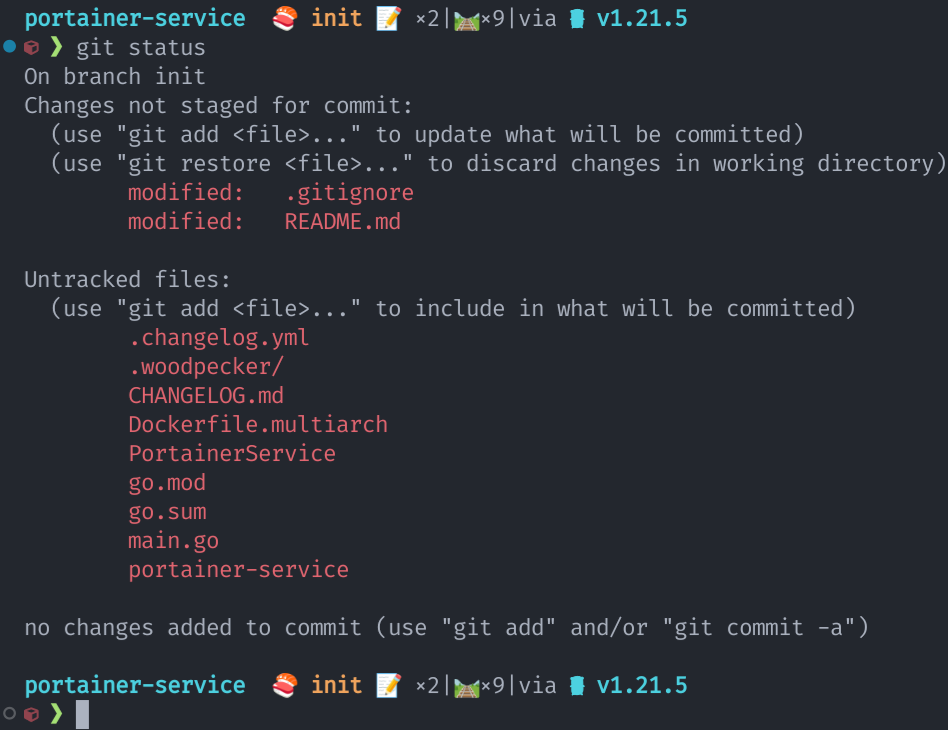 portainer-service 🍣 init 📝 ×2|🛤️×9|via v1.21.5
❯ git status
On branch init
Changes not staged for commit:
  (use "git add <file>..." to update what will be committed)
  (use "git restore <file>..." to discard changes in working directory)
        modified:   .gitignore
        modified:   README.md

Untracked files:
  (use "git add <file>..." to include in what will be committed)
        .changelog.yml
        .woodpecker/
        CHANGELOG.md
        Dockerfile.multiarch
        PortainerService
        go.mod
        go.sum
        main.go
        portainer-service

no changes added to commit (use "git add" and/or "git commit -a")

portainer-service 🍣 init 📝 ×2|🛤️×9|via v1.21.5
❯